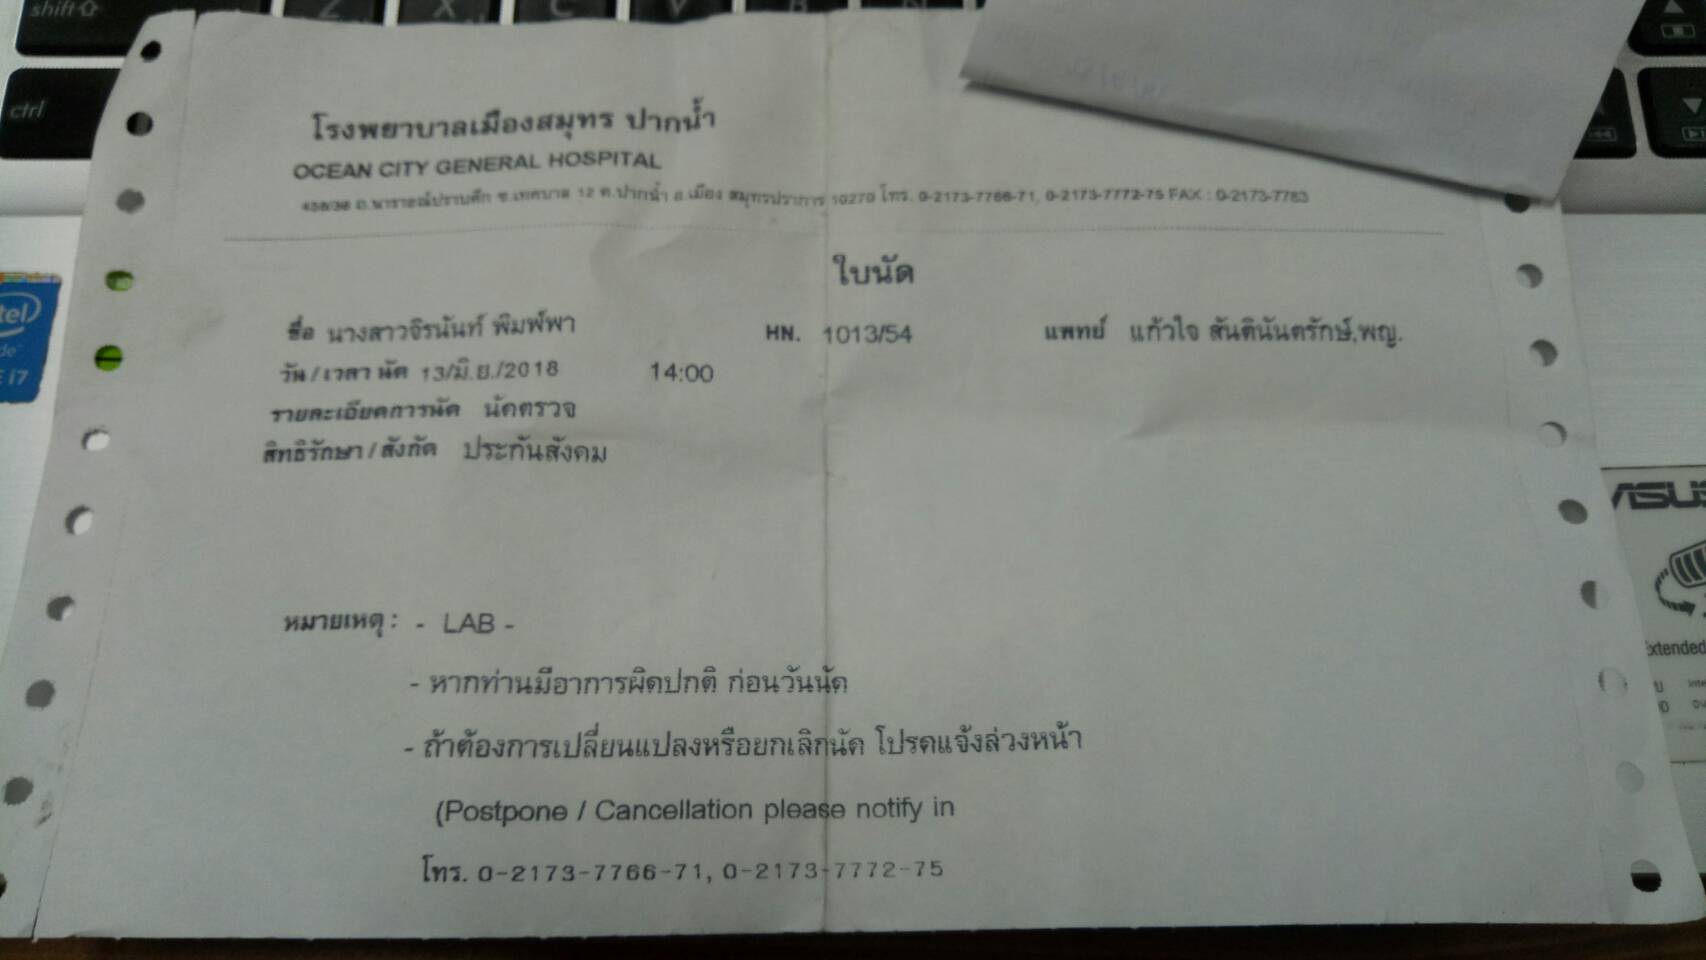 shift
Z
X
C
V
B
N
ctrl
โรงพยาบาลเมืองสมุทร ปากน้ำ
OCEAN CITY GENERAL HOSPITAL
ซ.เทศบาล 12 ต.ปากน้ำ อ.เมือง สมุทรปราการ 10270 โทร. 0-2173-7766-71, 0-2173-7772-75 FAX : 0-2173-7763
ใบนัด
ชื่อ นางสาวจิรนันท์ พิมพ์พา HN. 1013/54 แพทย์ แก้วใจ สันตินันตรักษ์,พญ.
วัน/เวลา นัด 13/มิ.ย./2018 14:00
รายละเอียดการนัด นัดตรวจ
สิทธิรักษา/สังกัด ประกันสังคม
หมายเหตุ : - LAB -
- หากท่านมีอาการผิดปกติ ก่อนวันนัด
- ถ้าต้องการเปลี่ยนแปลงหรือยกเลิกนัด โปรดแจ้งล่วงหน้า
(Postpone / Cancellation please notify in
โทร. 0-2173-7766-71, 0-2173-7772-75
i7
ASUS